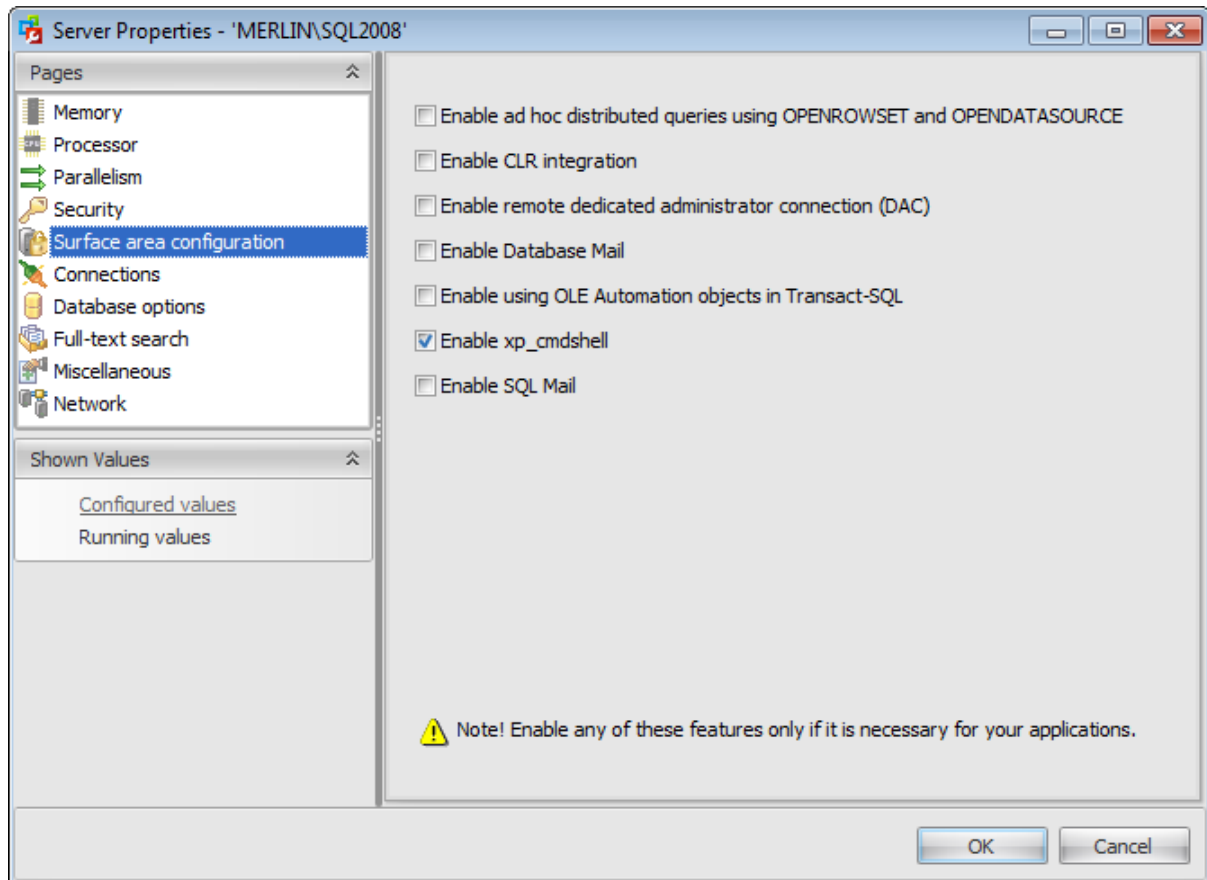 Server Properties - 'MERLIN\SQL2008'
Pages
Memory
Processor
Parallelism
Security
Surface area configuration
Connections
Database options
Full-text search
Miscellaneous
Network
Shown Values
Configured values
Running values
Enable ad hoc distributed queries using OPENROWSET and OPENDATASOURCE
Enable CLR integration
Enable remote dedicated administrator connection (DAC)
Enable Database Mail
Enable using OLE Automation objects in Transact-SQL
Enable xp_cmdshell
Enable SQL Mail
Note! Enable any of these features only if it is necessary for your applications.
OK
Cancel